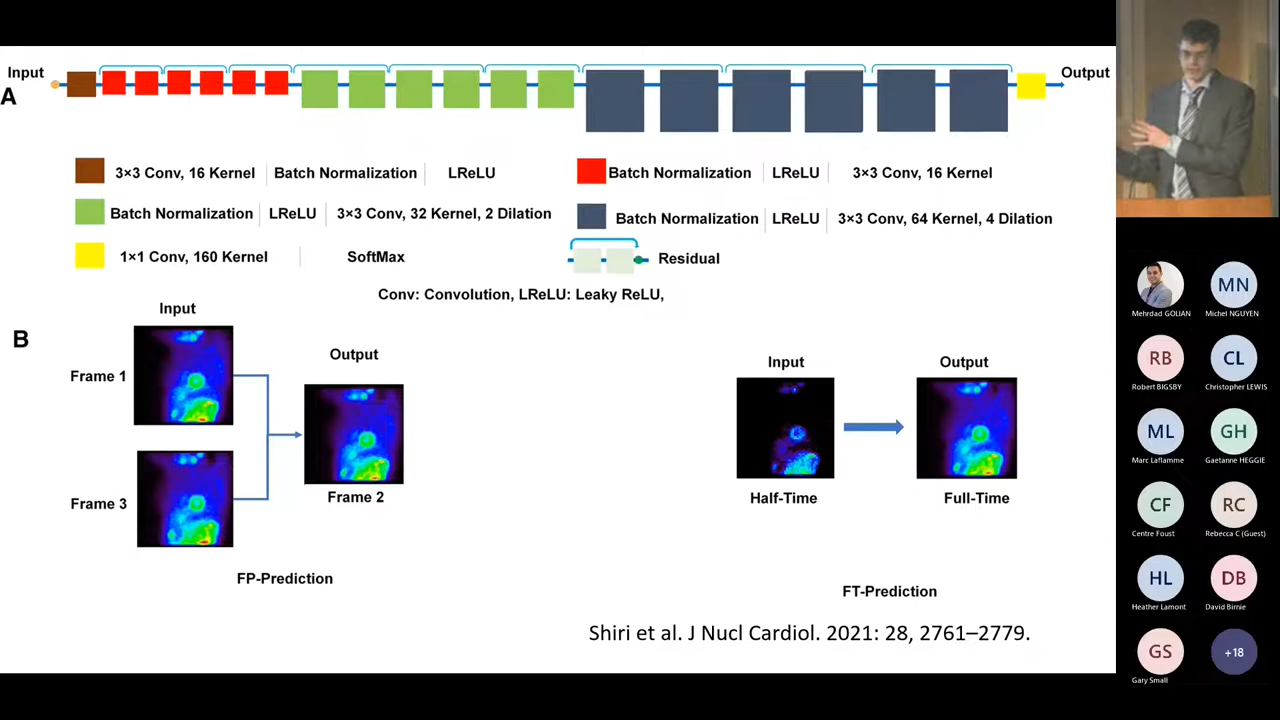 Input
Output
A
3×3 Conv, 16 Kernel
Batch Normalization
LReLU
Batch Normalization
LReLU
3×3 Conv, 16 Kernel
Batch Normalization
LReLU
3×3 Conv, 32 Kernel, 2 Dilation
Batch Normalization
LReLU
3×3 Conv, 64 Kernel, 4 Dilation
1×1 Conv, 160 Kernel
SoftMax
Residual
Conv: Convolution, LReLU: Leaky ReLU,
B
Input
Frame 1
Frame 3
Output
Frame 2
FP-Prediction
Input
Output
Half-Time
Full-Time
FT-Prediction
Shiri et al. J Nucl Cardiol. 2021: 28, 2761–2779.
Mehrdad GOLIAN
MN
Michel NGUYEN
RB
Robert BIGSBY
CL
Christopher LEWIS
ML
Marc Laflamme
GH
Gaetanne HEGGIE
CF
Centre Foust
RC
Rebecca C (Guest)
HL
Heather Lamont
DB
David Birnie
GS
Gary Small
+18